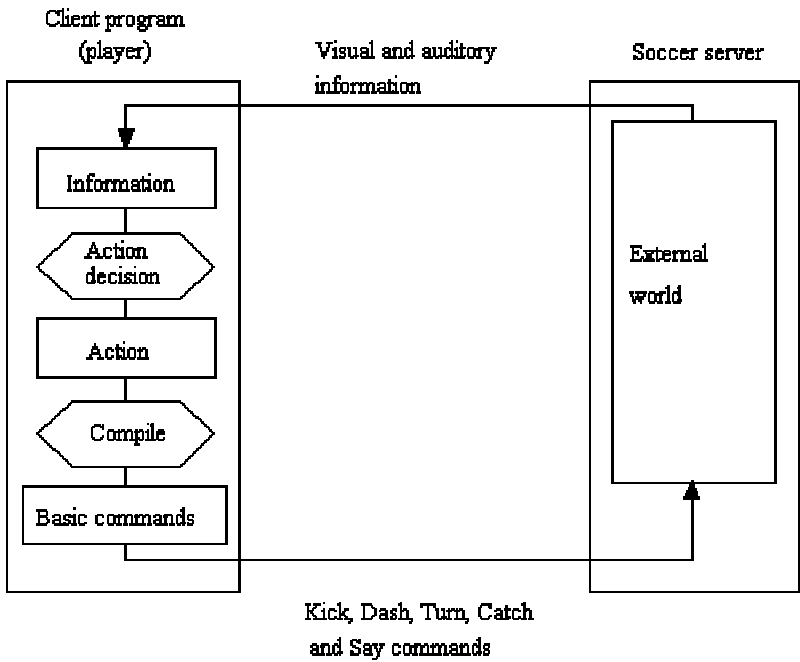 Client program
(player)
Visual and auditory
information
Soccer server
Information
Action
decision
Action
Compile
Basic commands
External
world
Kick, Dash, Turn, Catch
and Say commands